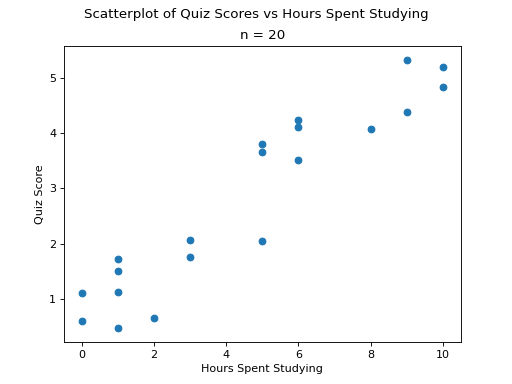 Scatterplot of Quiz Scores vs Hours Spent Studying
n = 20
5
4
3
2
1
Quiz Score
0 2 4 6 8 10
Hours Spent Studying